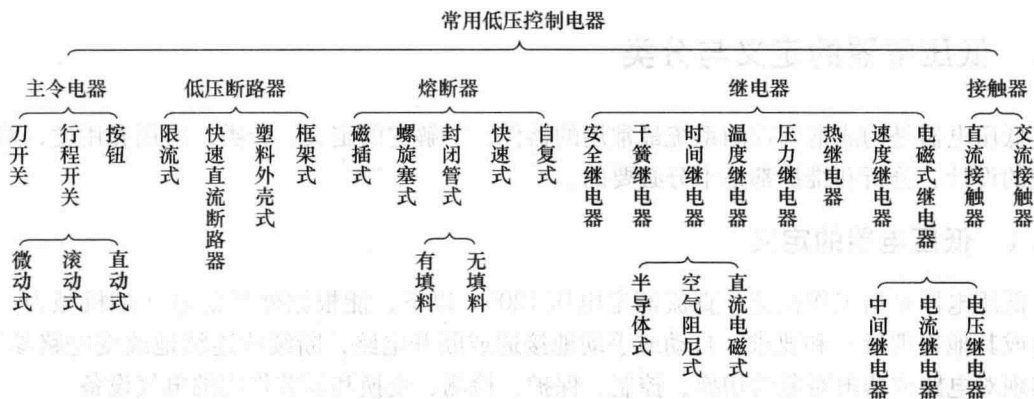 常用低压控制电器
主令电器
低压断路器
熔断器
继电器
接触器
刀开关
行程开关
按钮
限流式
快速直流断路器
塑料外壳式
框架式
磁插式
螺旋塞式
封闭管式
快速式
自复式
安全继电器
干簧继电器
时间继电器
温度继电器
压力继电器
热继电器
速度继电器
电磁式继电器
直流接触器
交流接触器
微动式
滚动式
直动式
有填料
无填料
半导体式
空气阻尼式
直流电磁式
中间继电器
电流继电器
电压继电器